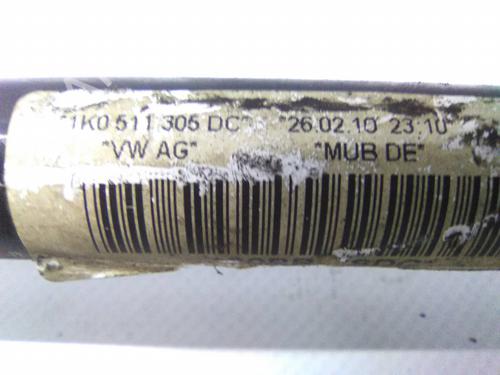 "1K0 511 305 DC" "26.02.10" 23:10"
"VW AG" "MUB DE"